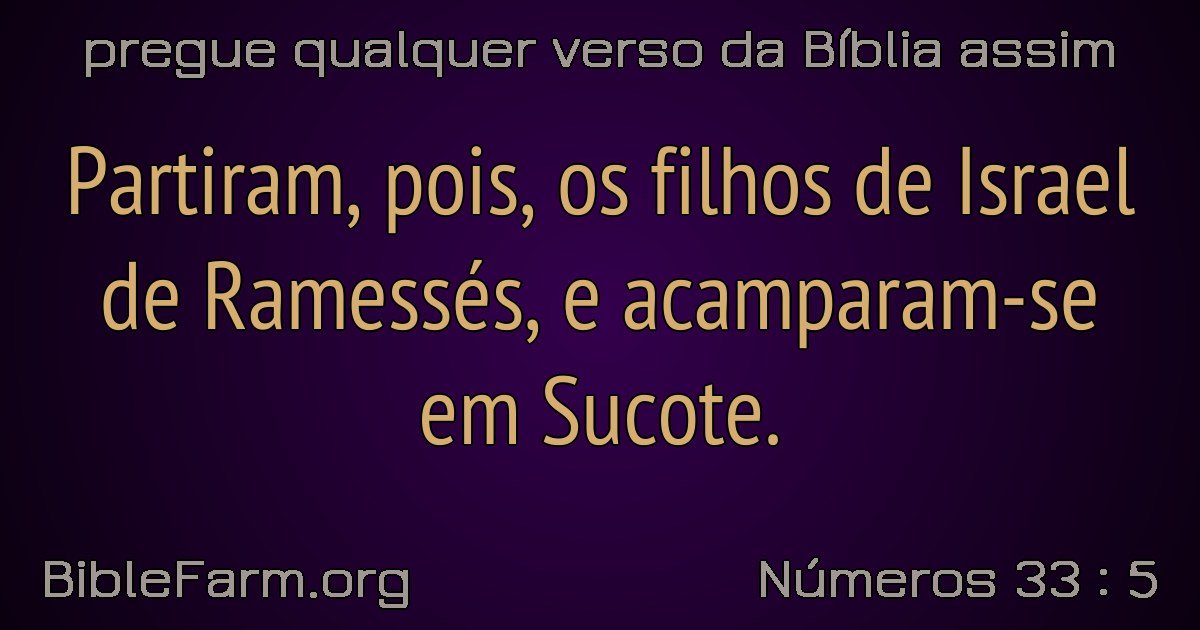 pregue qualquer verso da Bíblia assim
Partiram, pois, os filhos de Israel
de Ramessés, e acamparam-se
em Sucote.
BibleFarm.org
Números 33 : 5